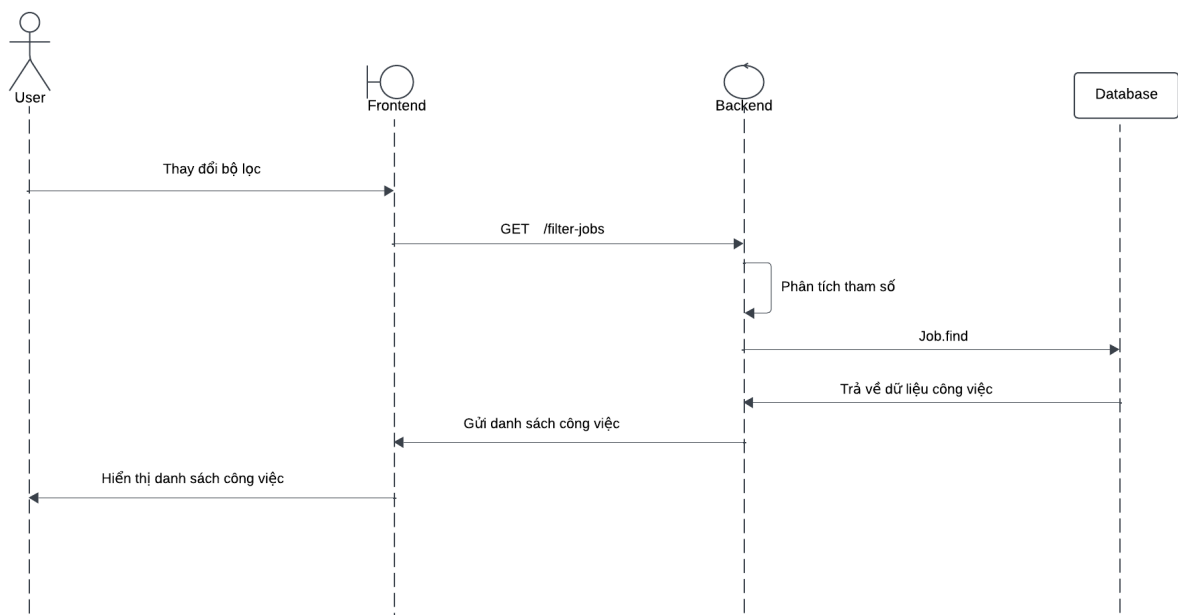 User
Frontend
Backend
Database
Thay đổi bộ lọc
GET /filter-jobs
Phân tích tham số
Job.find
Trả về dữ liệu công việc
Gửi danh sách công việc
Hiển thị danh sách công việc